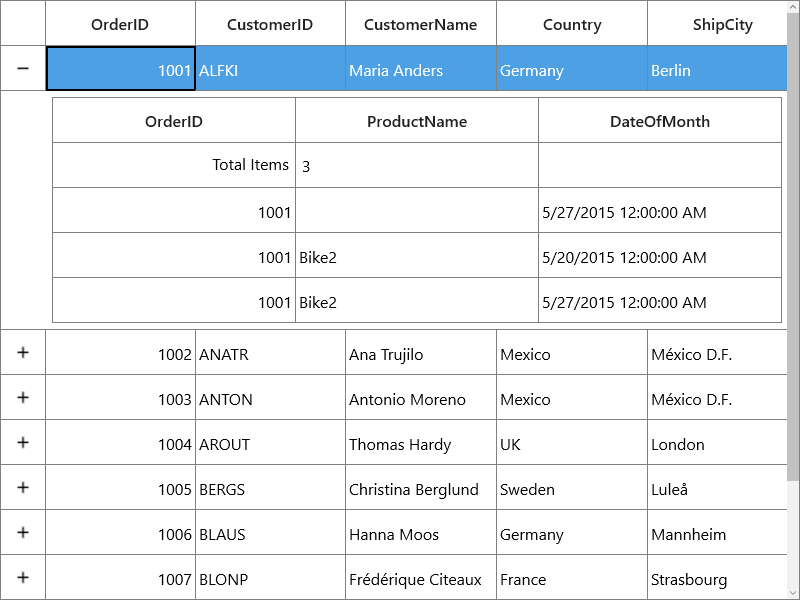 OrderID CustomerID CustomerName Country ShipCity
− 1001 ALFKI Maria Anders Germany Berlin
OrderID ProductName DateOfMonth
Total Items 3
1001 5/27/2015 12:00:00 AM
1001 Bike2 5/20/2015 12:00:00 AM
1001 Bike2 5/27/2015 12:00:00 AM
+ 1002 ANATR Ana Trujilo Mexico México D.F.
+ 1003 ANTON Antonio Moreno Mexico México D.F.
+ 1004 AROUT Thomas Hardy UK London
+ 1005 BERGS Christina Berglund Sweden Luleå
+ 1006 BLAUS Hanna Moos Germany Mannheim
+ 1007 BLONP Frédérique Citeaux France Strasbourg